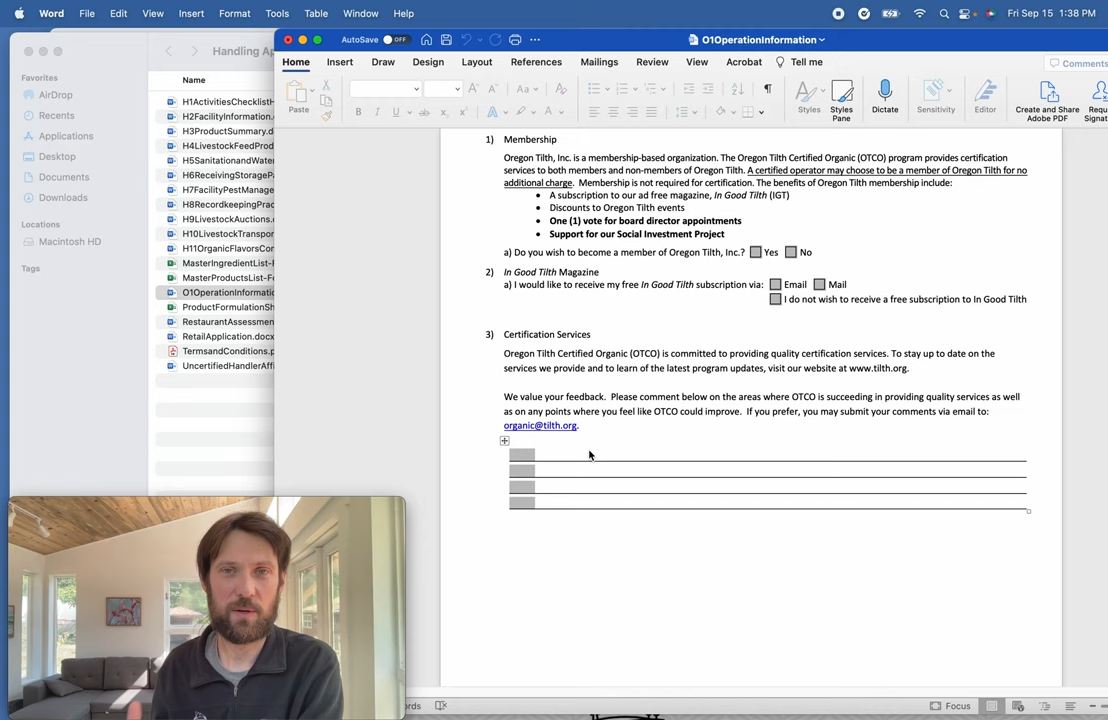 Word File Edit View Insert Format Tools Table Window Help Fri Sep 15 1:38 PM
AutoSave OFF O1OperationInformation
Handling
Home Insert Draw Design Layout References Mailings Review View Acrobat Tell me Comments
Paste Aa A Styles Styles Pane Dictate Sensitivity Editor Create and Share Adobe PDF
Favorites
AirDrop
Recents
Applications
Desktop
Documents
Downloads
Locations
Macintosh HD
Tags
Name
H1ActivitiesChecklistH
H2FacilityInformation.
H3ProductSummary.d
H4LivestockFeedProd
H5SanitationandWate
H6ReceivingStoragePa
H7FacilityPestManage
H8RecordkeepingPrac
H9LivestockAuctions.
H10LivestockTranspor
H11OrganicFlavorsCon
MasterIngredientList-F
MasterProductsList-Fo
O1OperationInformatio
ProductFormulationSh
RestaurantAssessmen
RetailApplication.docx
TermsandConditions.p
UncertifiedHandlerAffi
1) Membership
Oregon Tilth, Inc. is a membership-based organization. The Oregon Tilth Certified Organic (OTCO) program provides certification
services to both members and non-members of Oregon Tilth. A certified operator may choose to be a member of Oregon Tilth for no
additional charge. Membership is not required for certification. The benefits of Oregon Tilth membership include:
• A subscription to our ad free magazine, In Good Tilth (IGT)
• Discounts to Oregon Tilth events
• One (1) vote for board director appointments
• Support for our Social Investment Project
a) Do you wish to become a member of Oregon Tilth, Inc.? Yes No
2) In Good Tilth Magazine
a) I would like to receive my free In Good Tilth subscription via: Email Mail
I do not wish to receive a free subscription to In Good Tilth
3) Certification Services
Oregon Tilth Certified Organic (OTCO) is committed to providing quality certification services. To stay up to date on the
services we provide and to learn of the latest program updates, visit our website at www.tilth.org.
We value your feedback. Please comment below on the areas where OTCO is succeeding in providing quality services as well
as on any points where you feel like OTCO could improve. If you prefer, you may submit your comments via email to:
organic@tilth.org.
Focus